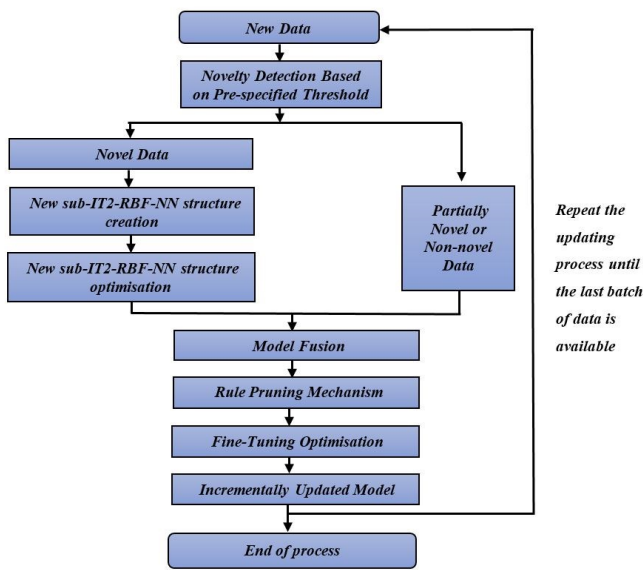 New Data
Novelty Detection Based
on Pre-specified Threshold
Novel Data
New sub-IT2-RBF-NN structure
creation
New sub-IT2-RBF-NN structure
optimisation
Partially
Novel or
Non-novel
Data
Repeat the
updating
process until
the last batch
of data is
available
Model Fusion
Rule Pruning Mechanism
Fine-Tuning Optimisation
Incrementally Updated Model
End of process